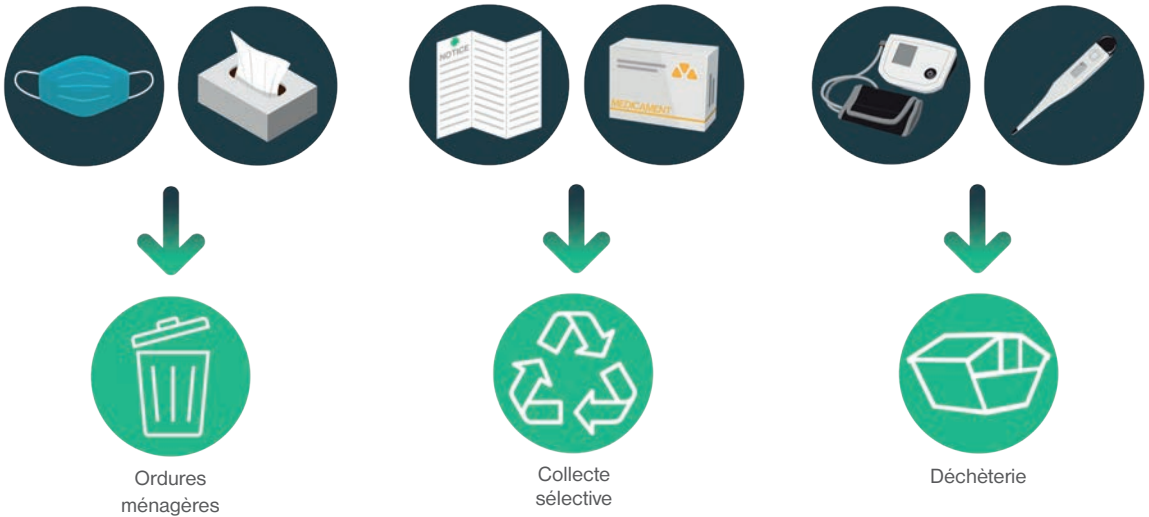 NOTICE
MEDICAMENT
Ordures
ménagères
Collecte
sélective
Déchèterie